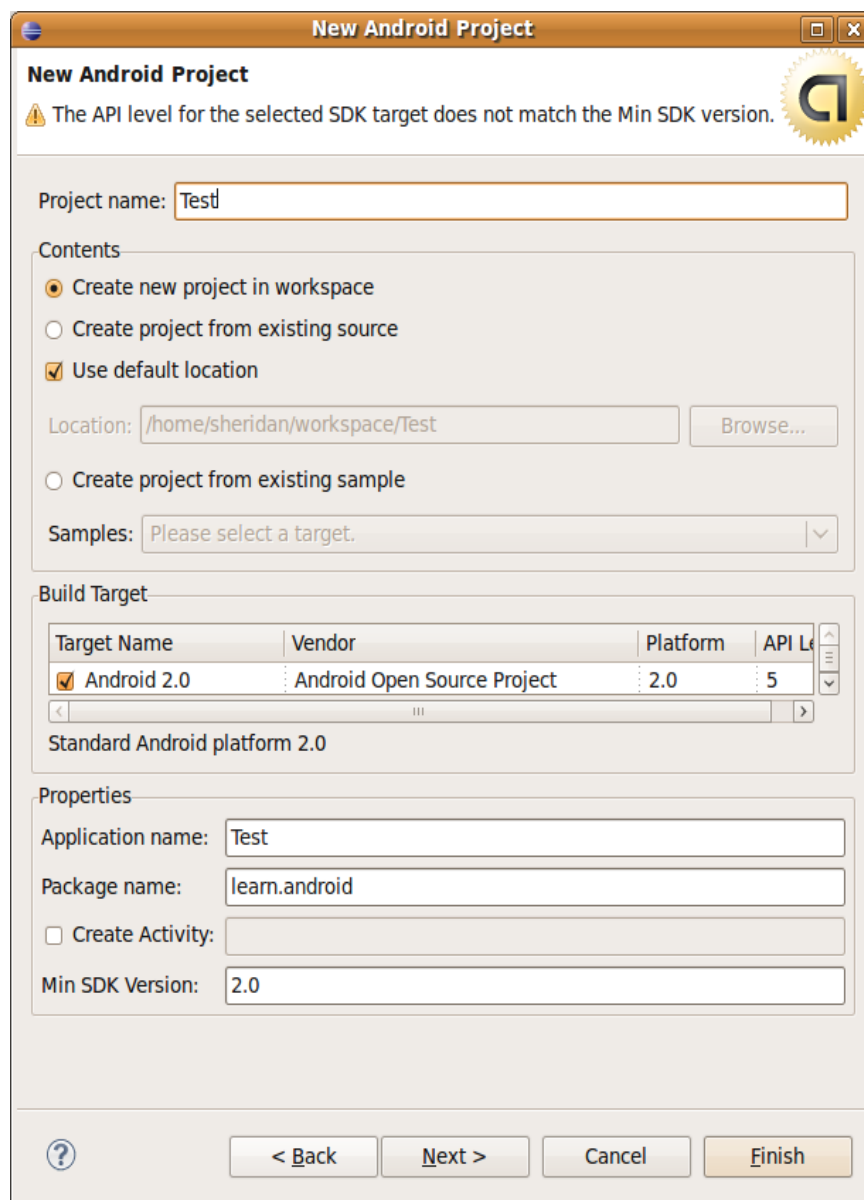 New Android Project
New Android Project
The API level for the selected SDK target does not match the Min SDK version.
Project name: Test
Contents
Create new project in workspace
Create project from existing source
Use default location
Location: /home/sheridan/workspace/Test Browse...
Create project from existing sample
Samples: Please select a target.
Build Target
Target Name Vendor Platform API Le
Android 2.0 Android Open Source Project 2.0 5
Standard Android platform 2.0
Properties
Application name: Test
Package name: learn.android
Create Activity:
Min SDK Version: 2.0
? < Back Next > Cancel Finish